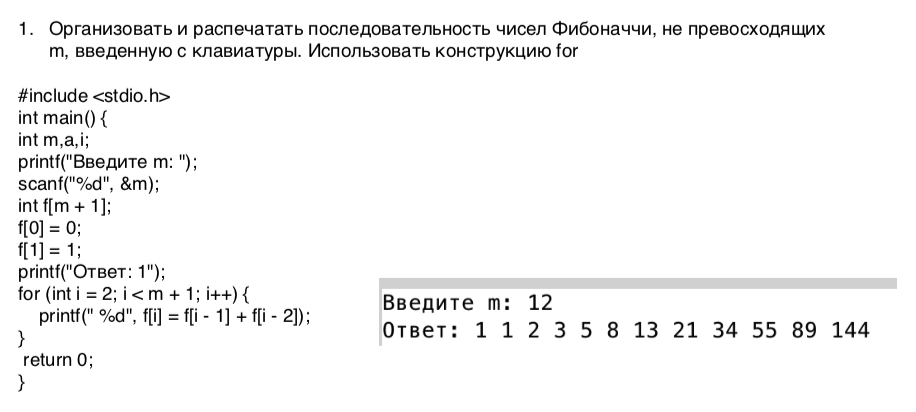 1. Организовать и распечатать последовательность чисел Фибоначчи, не превосходящих
m, введенную с клавиатуры. Использовать конструкцию for
#include <stdio.h>
int main() {
int m,a,i;
printf("Введите m: ");
scanf("%d", &m);
int f[m + 1];
f[0] = 0;
f[1] = 1;
printf("Ответ: 1");
for (int i = 2; i < m + 1; i++) {
printf(" %d", f[i] = f[i - 1] + f[i - 2]);
}
return 0;
}
Введите m: 12
Ответ: 1 1 2 3 5 8 13 21 34 55 89 144